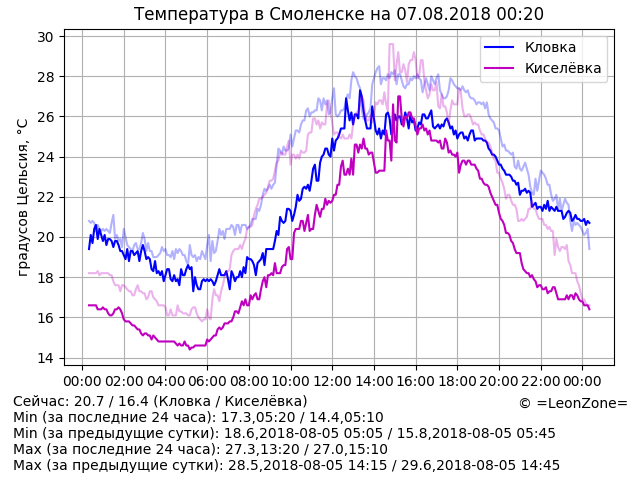 Температура в Смоленске на 07.08.2018 00:20
градусов Цельсия, °C
30
28
26
24
22
20
18
16
14
Кловка
Киселёвка
00:00 02:00 04:00 06:00 08:00 10:00 12:00 14:00 16:00 18:00 20:00 22:00 00:00
Сейчас: 20.7 / 16.4 (Кловка / Киселёвка)
© =LeonZone=
Min (за последние 24 часа): 17.3,05:20 / 14.4,05:10
Min (за предыдущие сутки): 18.6,2018-08-05 05:05 / 15.8,2018-08-05 05:45
Max (за последние 24 часа): 27.3,13:20 / 27.0,15:10
Max (за предыдущие сутки): 28.5,2018-08-05 14:15 / 29.6,2018-08-05 14:45